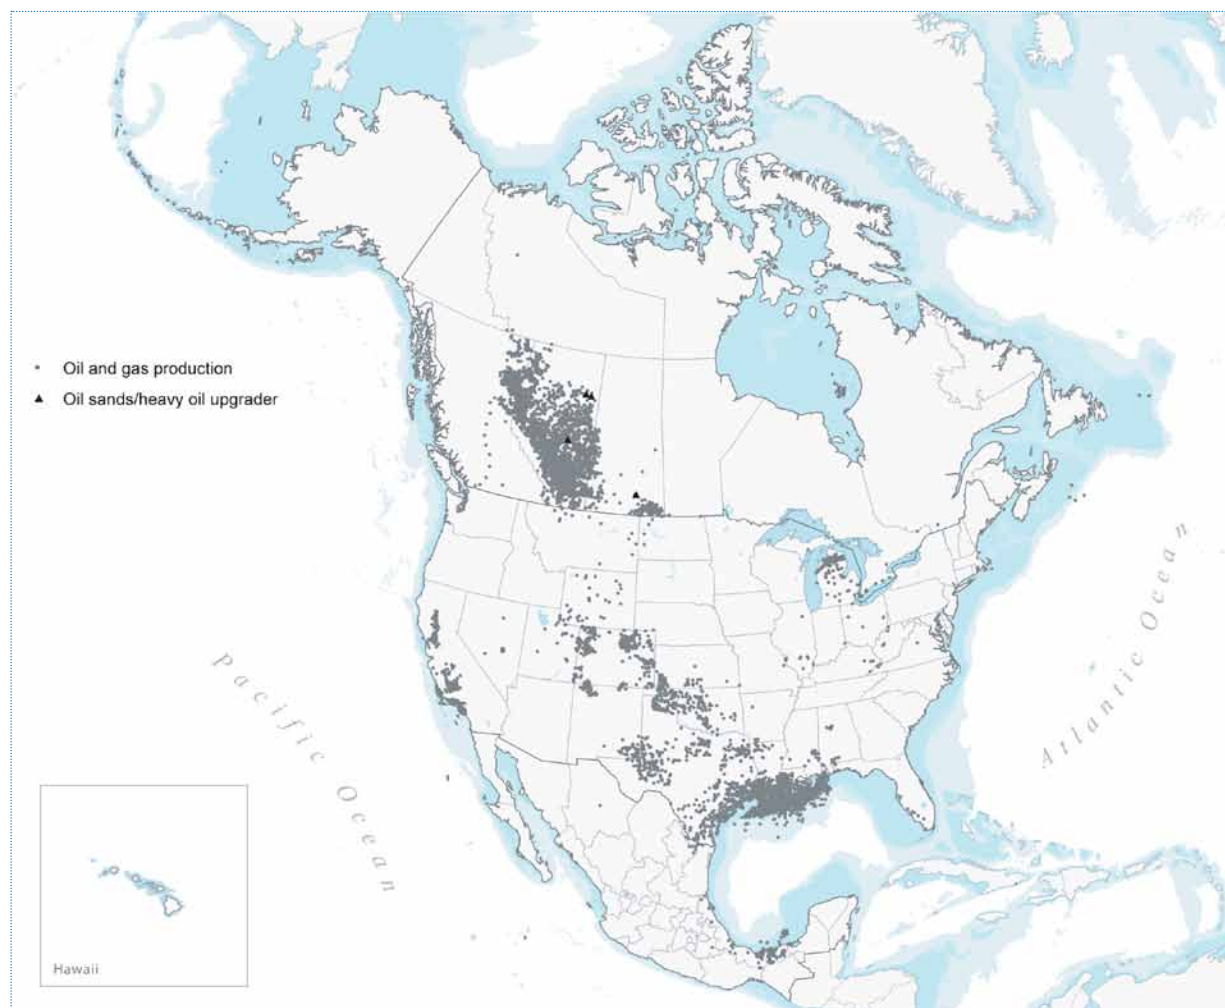 Oil and gas production
Oil sands/heavy oil upgrader
Pacific Ocean
Atlantic Ocean
Hawaii